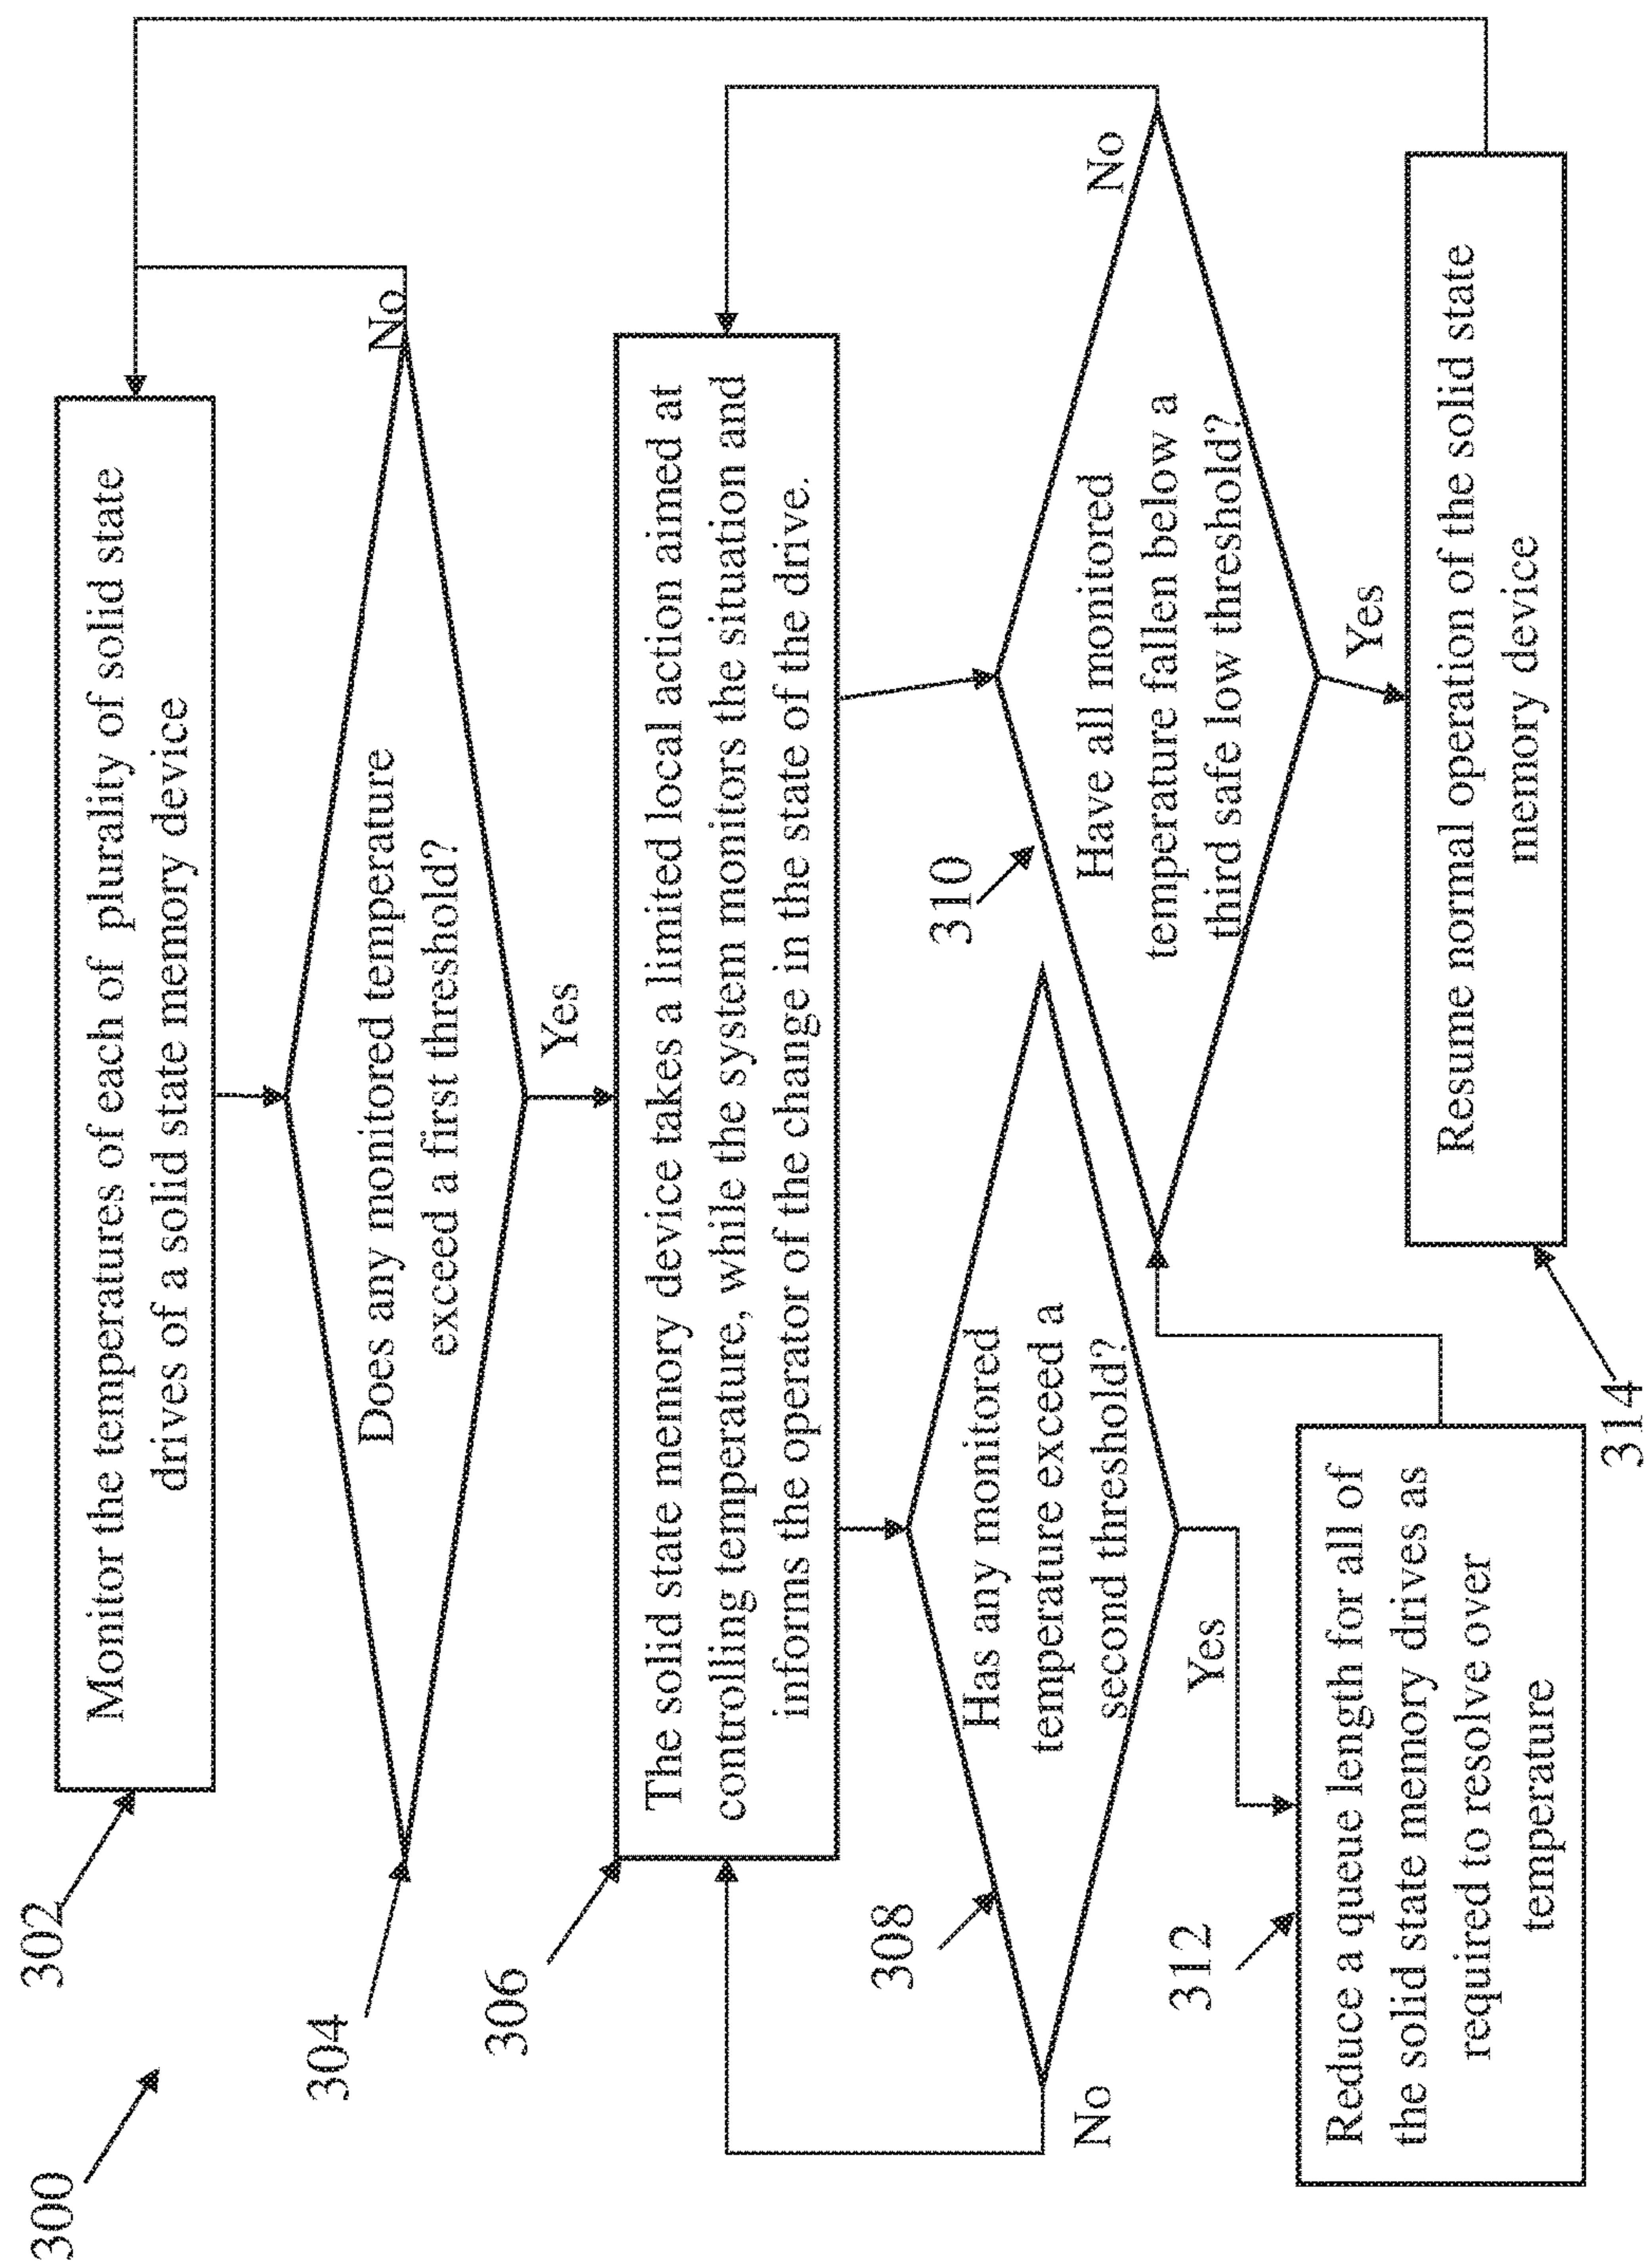 300
302
Monitor the temperatures of each of plurality of solid state
drives of a solid state memory device
304
Does any monitored temperature
exceed a first threshold?
No
Yes
306
The solid state memory device takes a limited local action aimed at
controlling temperature, while the system monitors the situation and
informs the operator of the change in the state of the drive.
308
Has any monitored
temperature exceed a
second threshold?
No
Yes
310
Have all monitored
temperature fallen below a
third safe low threshold?
No
Yes
312
Reduce a queue length for all of
the solid state memory drives as
required to resolve over
temperature
314
Resume normal operation of the solid state
memory device